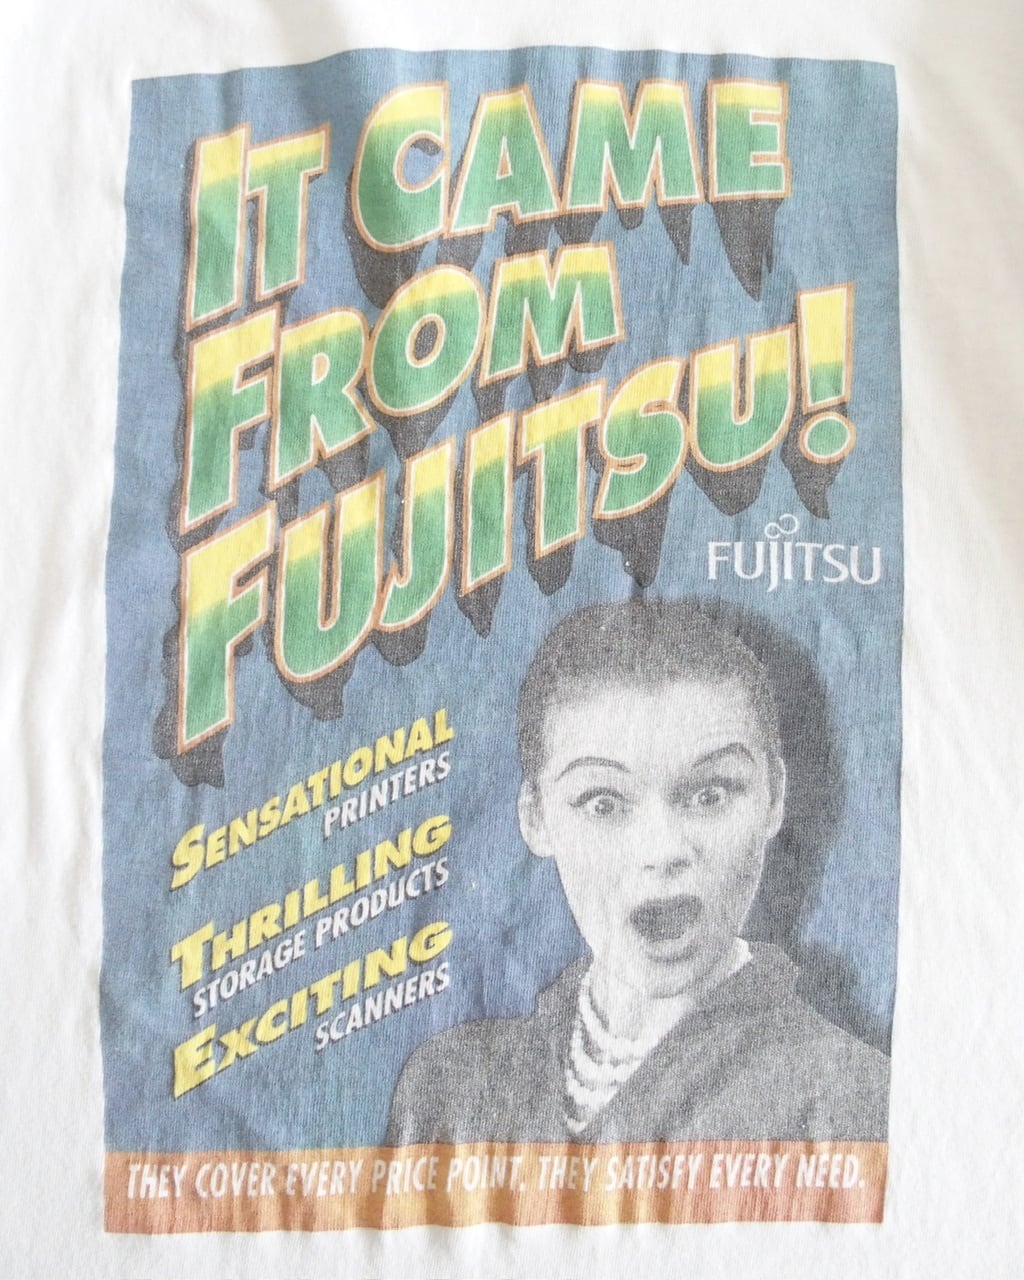 IT CAME
FROM
FUJITSU!
FUJITSU
SENSATIONAL
PRINTERS
THRILLING
STORAGE PRODUCTS
EXCITING
SCANNERS
THEY COVER EVERY PRICE POINT. THEY SATISFY EVERY NEED.